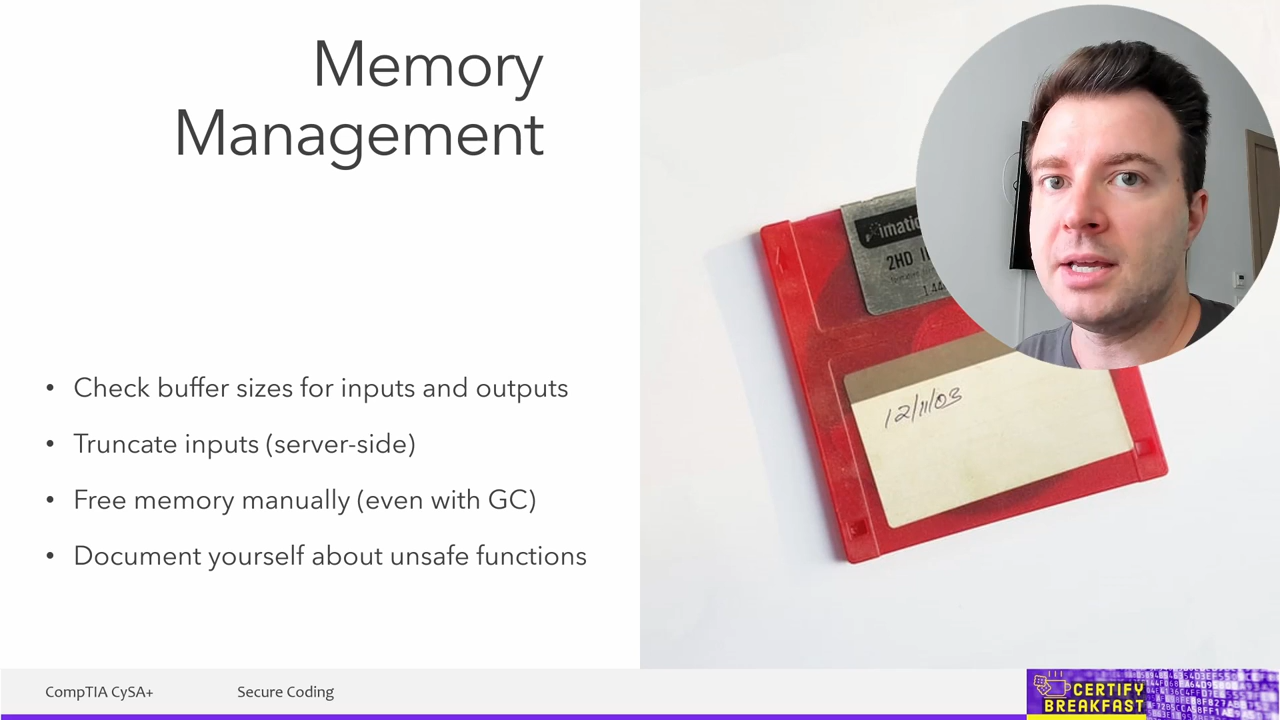 Memory
Management
• Check buffer sizes for inputs and outputs
• Truncate inputs (server-side)
• Free memory manually (even with GC)
• Document yourself about unsafe functions
imatio
2HD
12/11/03
CompTIA CySA+
Secure Coding
CERTIFY
BREAKFAST